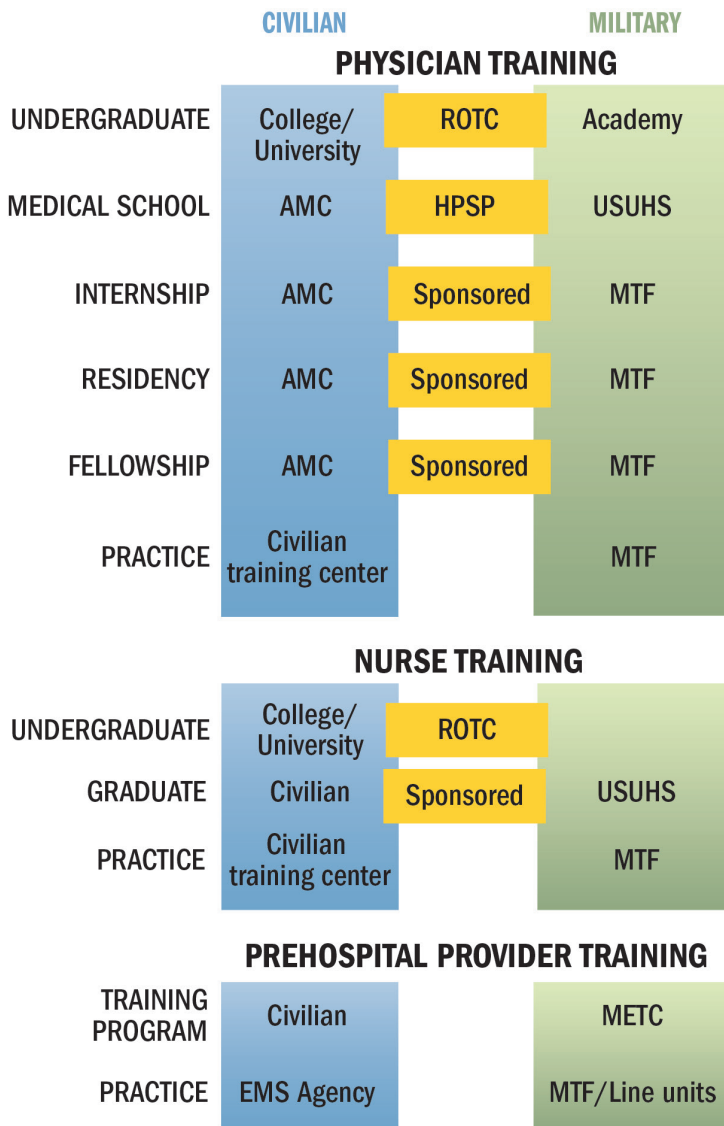 CIVILIAN MILITARY
PHYSICIAN TRAINING
UNDERGRADUATE College/ ROTC Academy
University
MEDICAL SCHOOL AMC HPSP USUHS
INTERNSHIP AMC Sponsored MTF
RESIDENCY AMC Sponsored MTF
FELLOWSHIP AMC Sponsored MTF
PRACTICE Civilian MTF
training center
NURSE TRAINING
UNDERGRADUATE College/ ROTC
University
GRADUATE Civilian Sponsored USUHS
PRACTICE Civilian MTF
training center
PREHOSPITAL PROVIDER TRAINING
TRAINING Civilian METC
PROGRAM
PRACTICE EMS Agency MTF/Line units